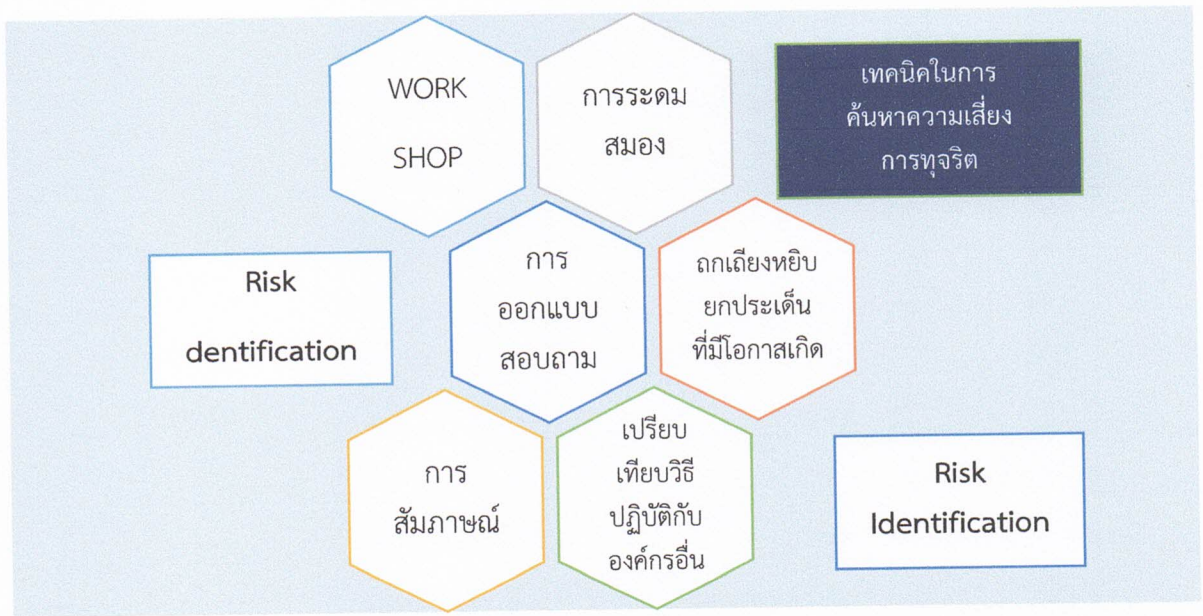 WORK
SHOP
การระดม
สมอง
เทคนิคในการ
ค้นหาความเสี่ยง
การทุจริต
Risk
dentification
การ
ออกแบบ
สอบถาม
ถกเถียงหยิบ
ยกประเด็น
ที่มีโอกาสเกิด
การ
สัมภาษณ์
เปรียบ
เทียบวิธี
ปฏิบัติกับ
องค์กรอื่น
Risk
Identification